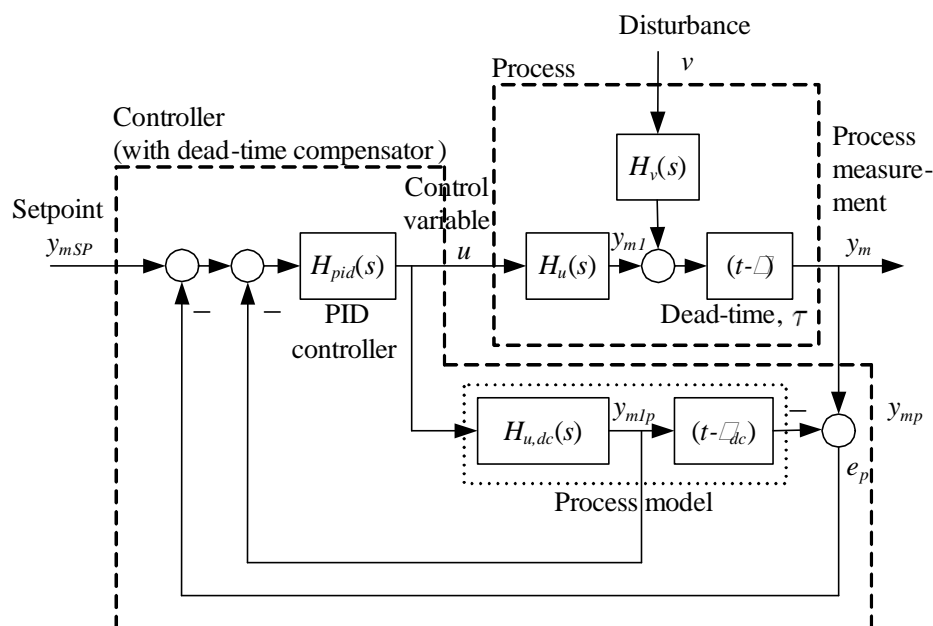 Disturbance
v
Process
Controller
(with dead-time compensator)
Process
measure-
ment
H_v(s)
Setpoint
Control
variable
y_mSP
u
y_m1
y_m
H_pid(s)
H_u(s)
(t-□)
–
–
PID
controller
Dead-time, τ
y_m1p
–
y_mp
H_u,dc(s)
(t-□_dc)
e_p
Process model